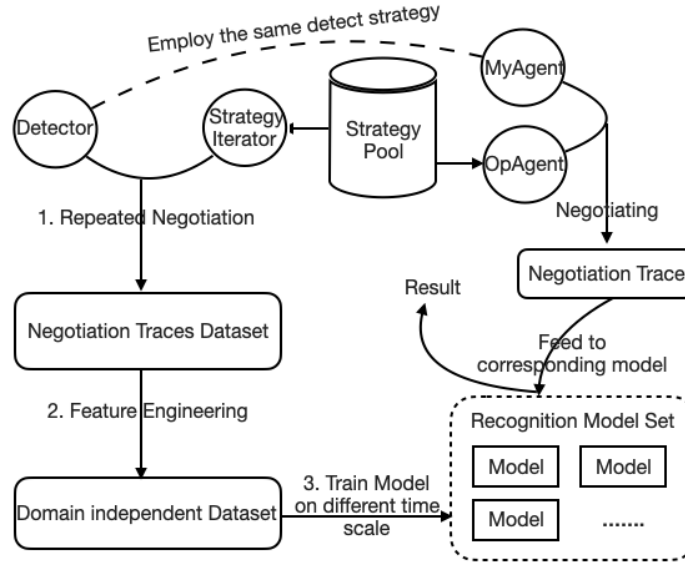 Employ the same detect strategy
MyAgent
Detector
Strategy
Iterator
Strategy
Pool
OpAgent
1. Repeated Negotiation
Negotiating
Negotiation Traces Dataset
Result
Negotiation Trace
Feed to
corresponding model
2. Feature Engineering
Recognition Model Set
Model
Model
Model
.......
Domain independent Dataset
3. Train Model
on different time
scale